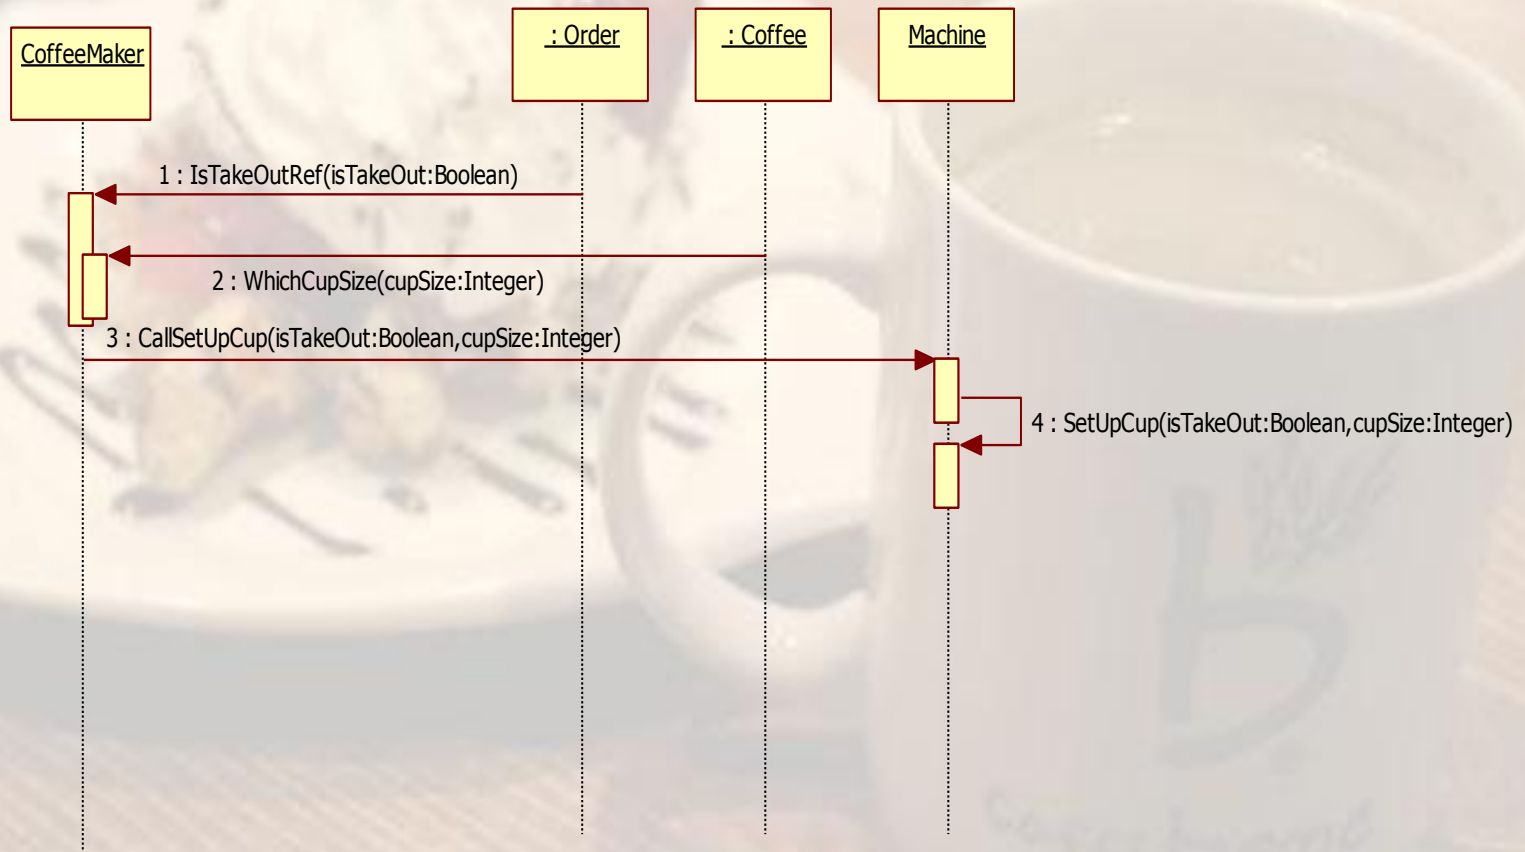 CoffeeMaker
: Order
: Coffee
Machine
1 : IsTakeOutRef(isTakeOut:Boolean)
2 : WhichCupSize(cupSize:Integer)
3 : CallSetUpCup(isTakeOut:Boolean,cupSize:Integer)
4 : SetUpCup(isTakeOut:Boolean,cupSize:Integer)